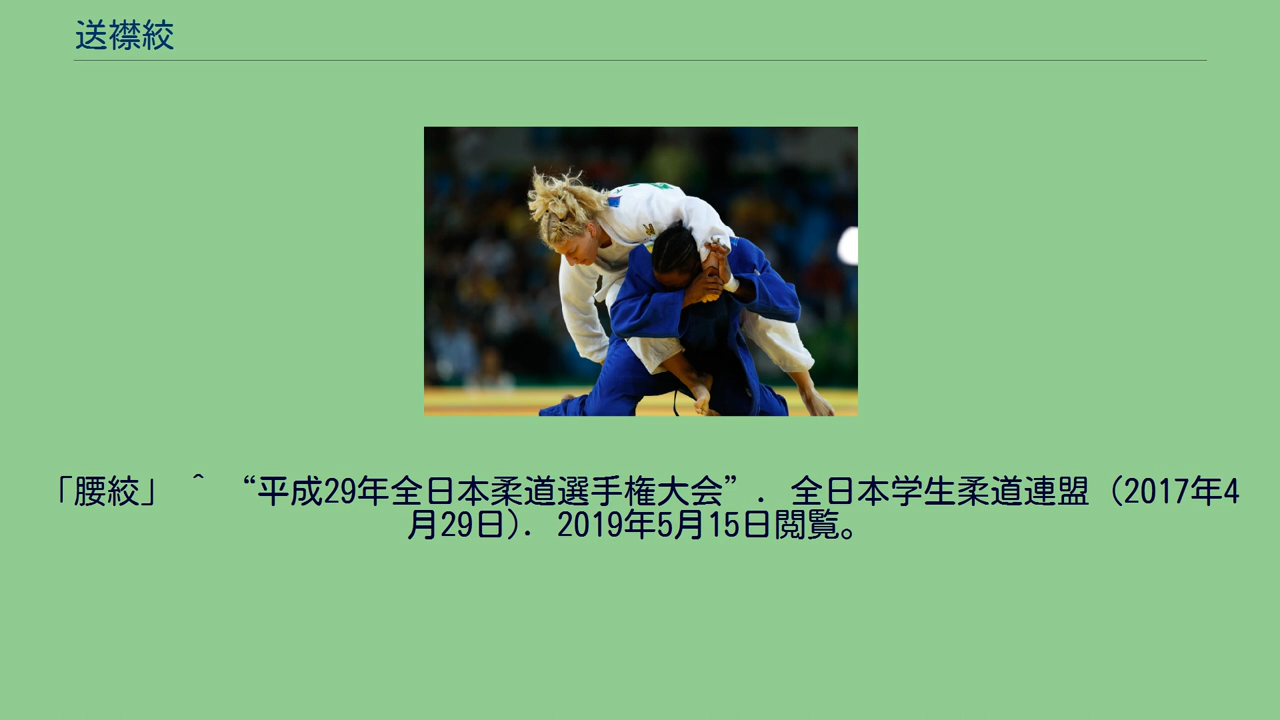 送襟絞
「腰絞」 ^ “平成29年全日本柔道選手権大会”. 全日本学生柔道連盟 (2017年4
月29日). 2019年5月15日閲覧。